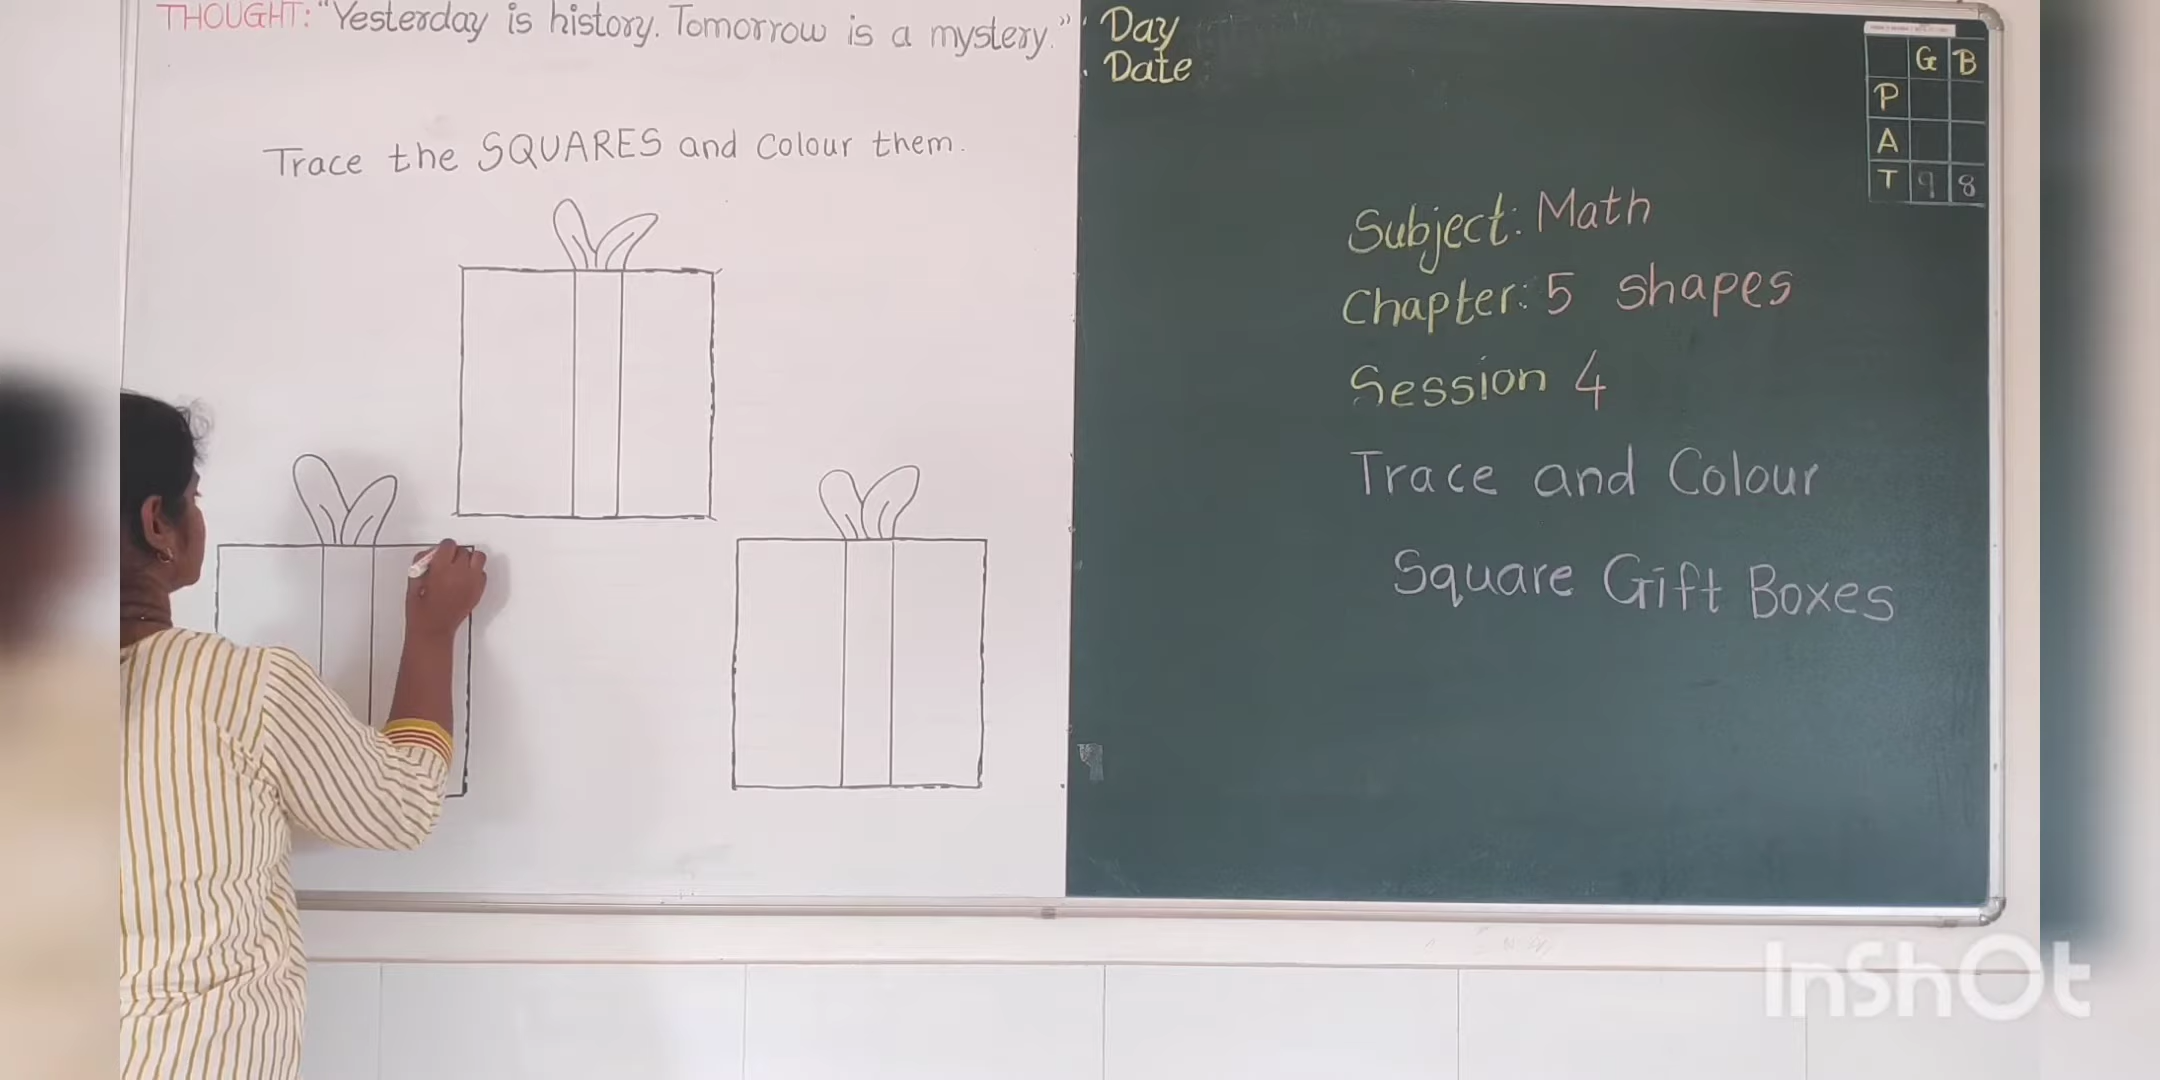 THOUGHT: "Yesterday is history. Tomorrow is a mystery."
Trace the SQUARES and Colour them.
Day
Date
G B
P
A
T 9 8
Subject: Math
Chapter: 5 Shapes
Session 4
Trace and Colour
Square Gift Boxes
InShOt